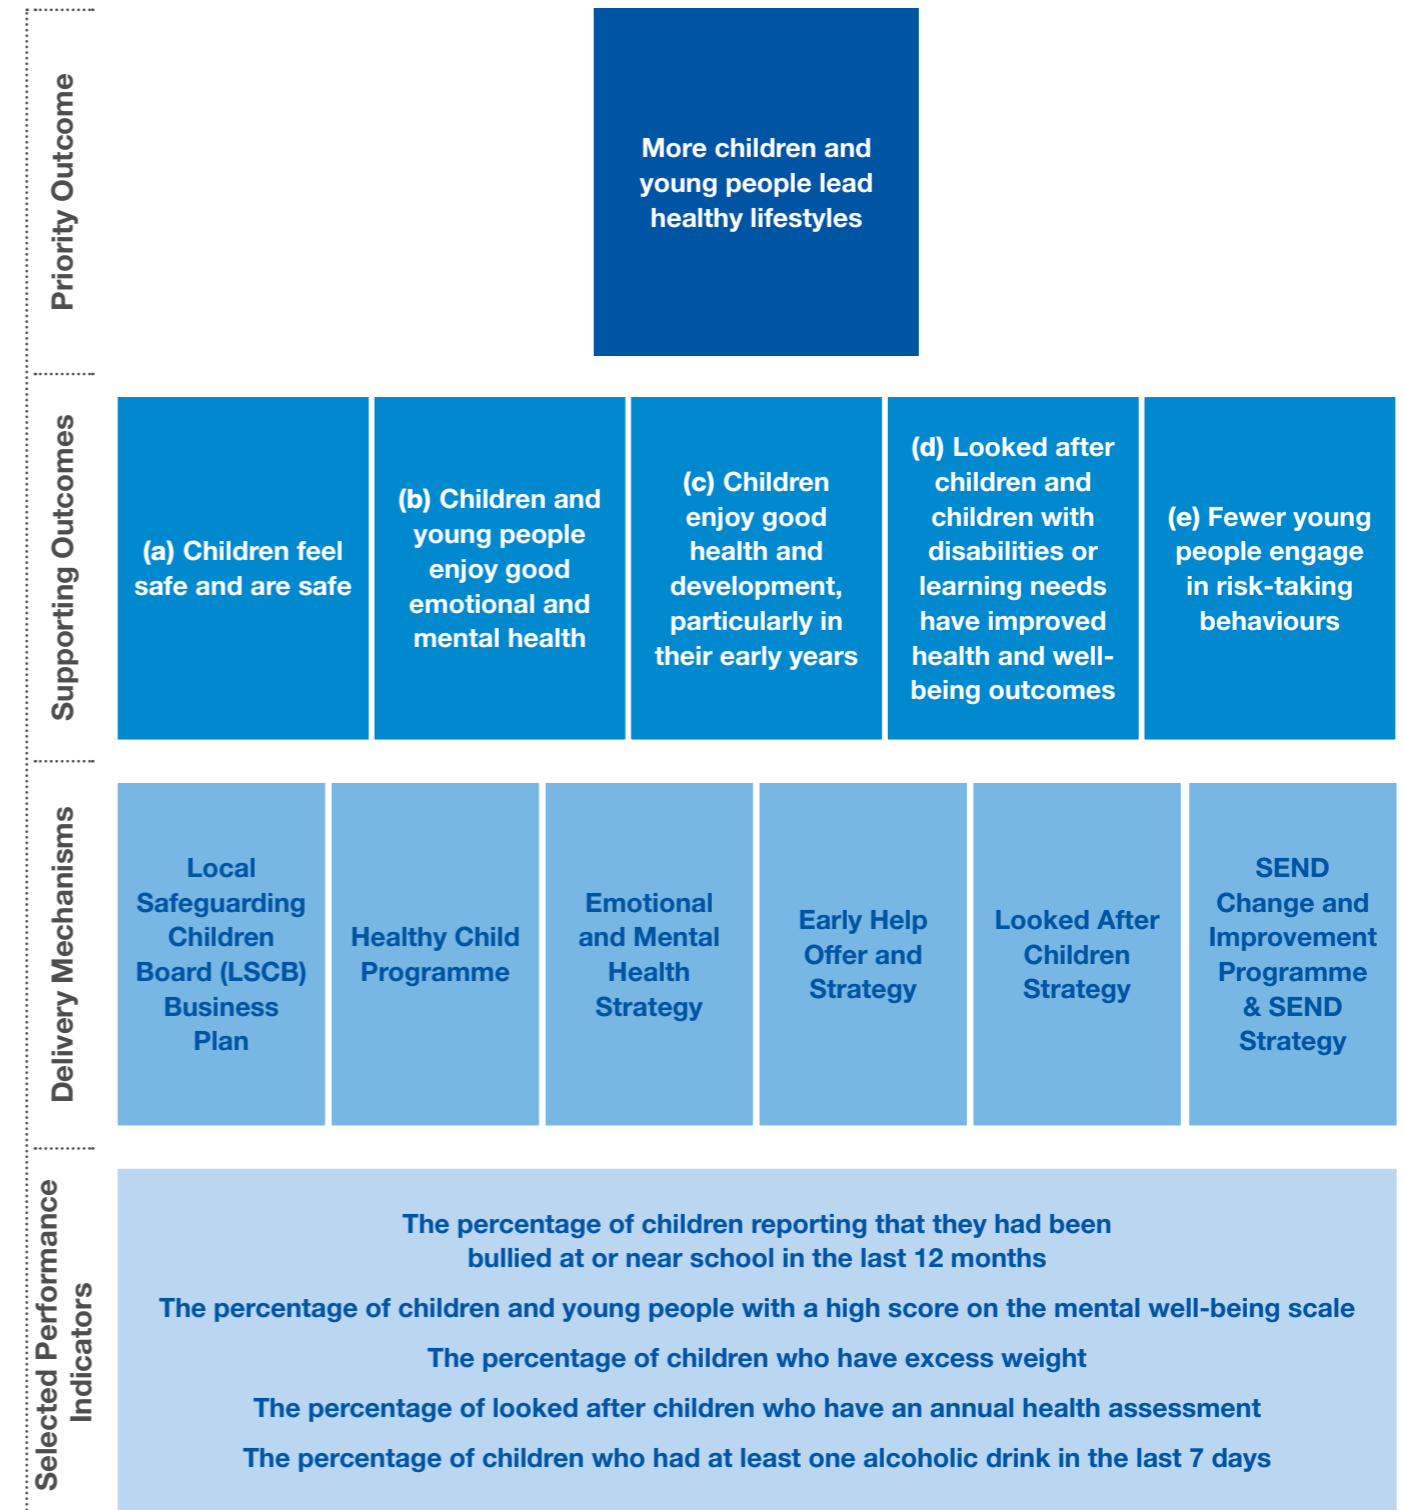 Priority Outcome
More children and
young people lead
healthy lifestyles
Supporting Outcomes
(a) Children feel
safe and are safe
(b) Children and
young people
enjoy good
emotional and
mental health
(c) Children
enjoy good
health and
development,
particularly in
their early years
(d) Looked after
children and
children with
disabilities or
learning needs
have improved
health and well-
being outcomes
(e) Fewer young
people engage
in risk-taking
behaviours
Delivery Mechanisms
Local
Safeguarding
Children
Board (LSCB)
Business
Plan
Healthy Child
Programme
Emotional
and Mental
Health
Strategy
Early Help
Offer and
Strategy
Looked After
Children
Strategy
SEND
Change and
Improvement
Programme
& SEND
Strategy
Selected Performance
Indicators
The percentage of children reporting that they had been
bullied at or near school in the last 12 months
The percentage of children and young people with a high score on the mental well-being scale
The percentage of children who have excess weight
The percentage of looked after children who have an annual health assessment
The percentage of children who had at least one alcoholic drink in the last 7 days